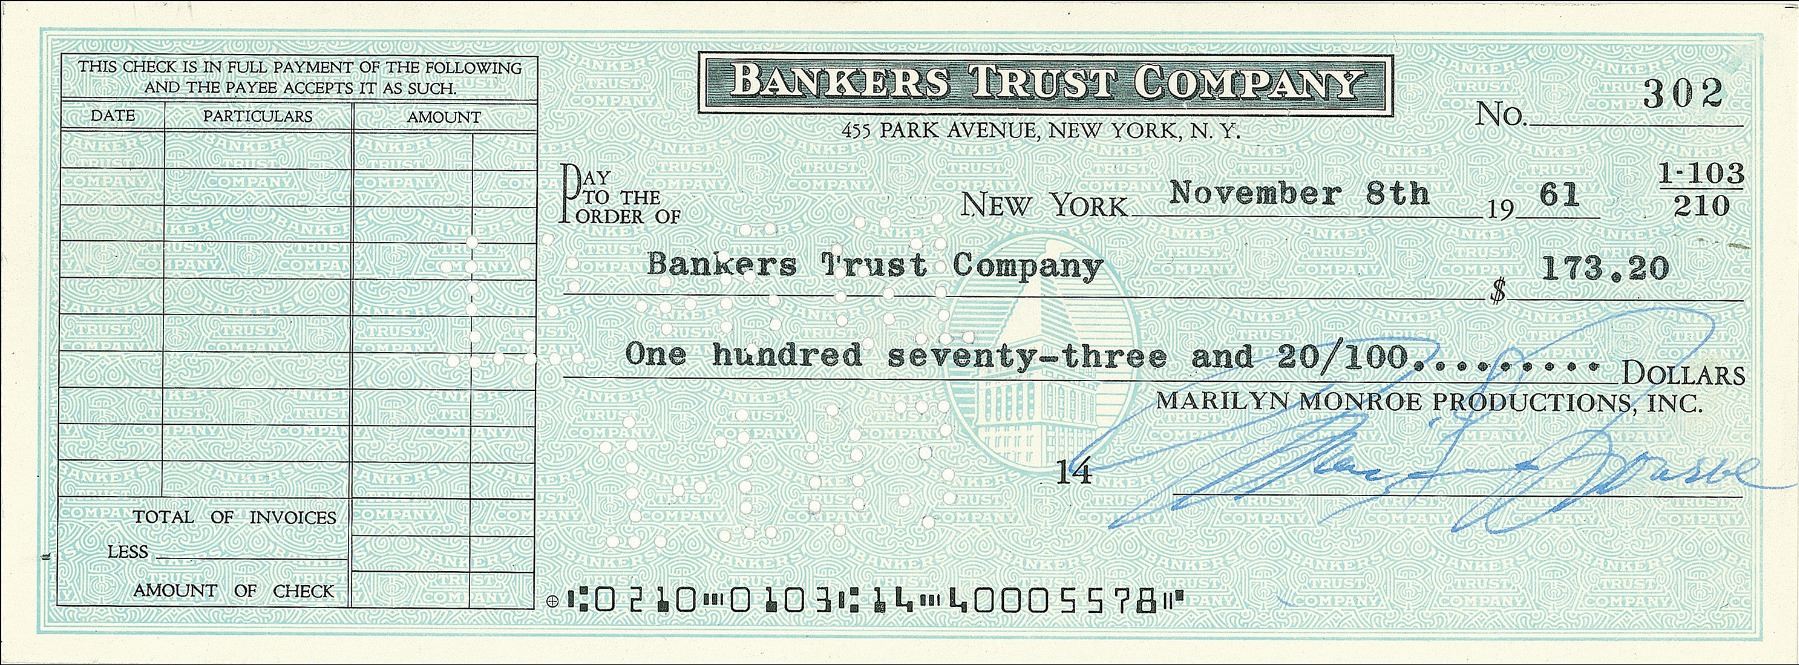 THIS CHECK IS IN FULL PAYMENT OF THE FOLLOWING
AND THE PAYEE ACCEPTS IT AS SUCH.
DATE PARTICULARS AMOUNT
TOTAL OF INVOICES
LESS
AMOUNT OF CHECK
BANKERS TRUST COMPANY
455 PARK AVENUE, NEW YORK, N. Y.
No. 302
1-103
210
PAY
TO THE
ORDER OF
NEW YORK November 8th 19 61
Bankers Trust Company $ 173.20
One hundred seventy-three and 20/100......... DOLLARS
MARILYN MONROE PRODUCTIONS, INC.
14 Marilyn Monroe
⑆0210⑉0103⑆14⑉40005578⑈